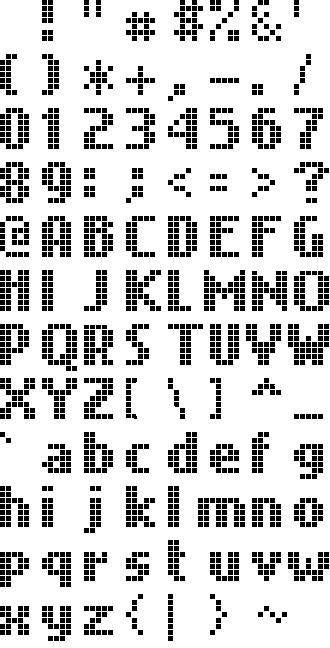 ! " # $ % & '
( ) * + , - . /
0 1 2 3 4 5 6 7
8 9 : ; < = > ?
@ A B C D E F G
H I J K L M N O
P Q R S T U V W
X Y Z [ \ ] ^ _
` a b c d e f g
h i j k l m n o
p q r s t u v w
x y z { | } ~